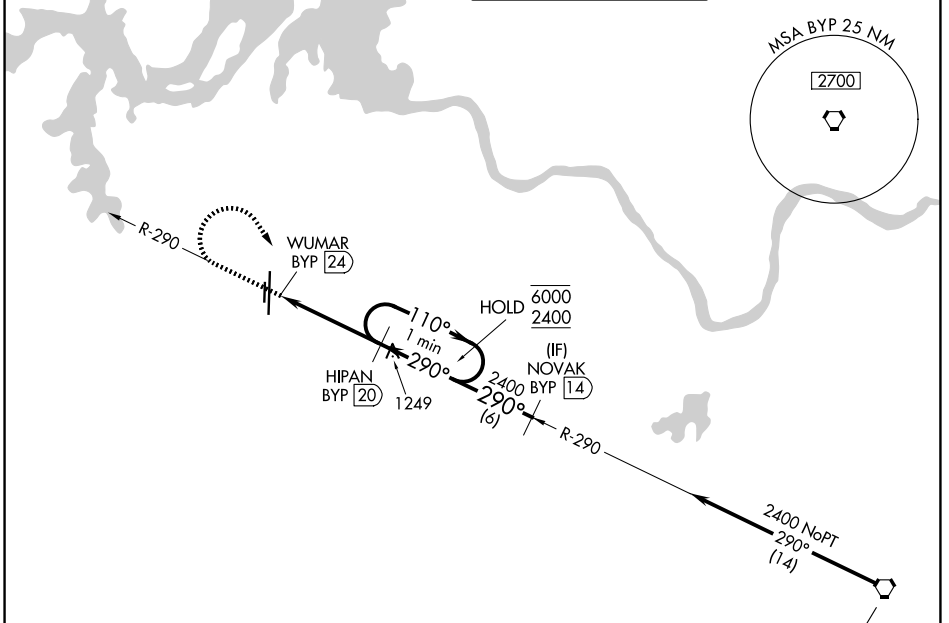 MSA BYP 25 NM
2700
R-290
WUMAR
BYP 24
HOLD 6000
2400
110°
1 min
290°
(IF)
NOVAK
BYP 14
HIPAN
BYP 20
1249
2400
290°
(6)
R-290
2400 NoPT
290°
(14)